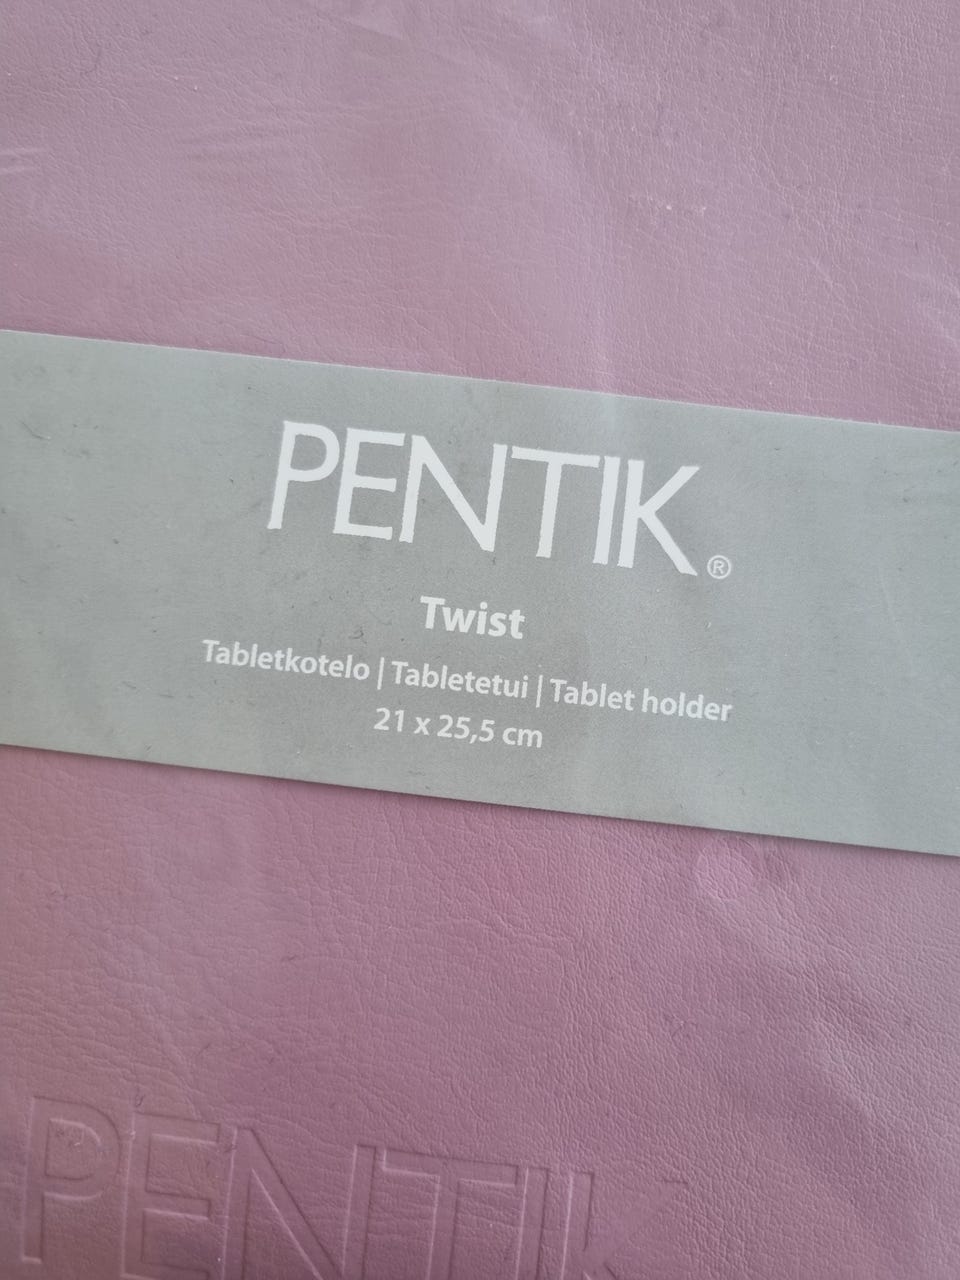 PENTIK®
Twist
Tabletkotelo | Tabletetui | Tablet holder
21 x 25,5 cm
PENTIK